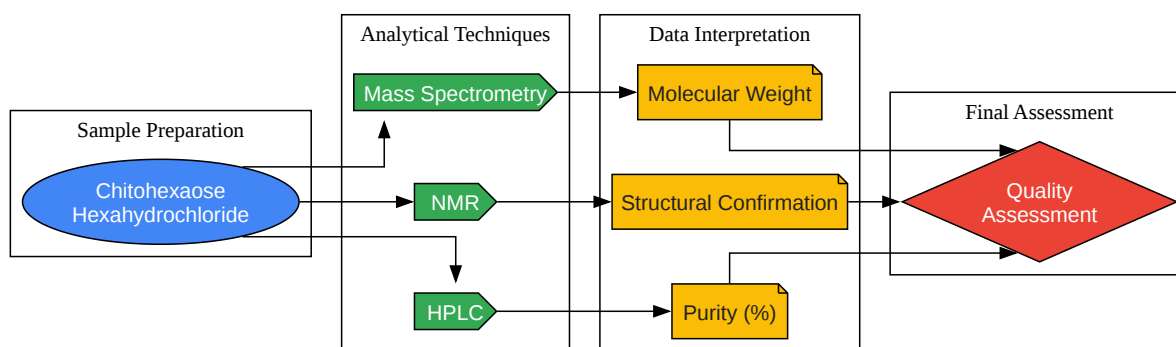 Analytical Techniques
Data Interpretation
Mass Spectrometry
Molecular Weight
Sample Preparation
Final Assessment
Chitohexaose
Hexahydrochloride
NMR
Structural Confirmation
Quality
Assessment
HPLC
Purity (%)